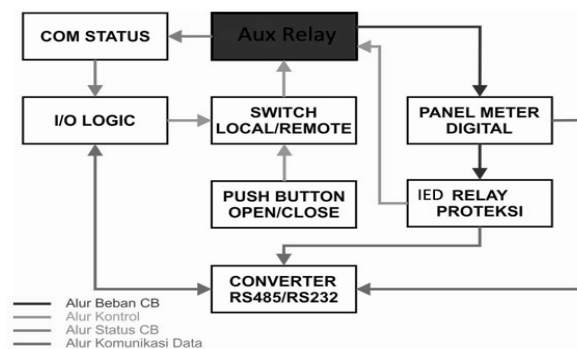 COM STATUS
Aux Relay
I/O LOGIC
SWITCH
LOCAL/REMOTE
PANEL METER
DIGITAL
PUSH BUTTON
OPEN/CLOSE
IED RELAY
PROTEKSI
CONVERTER
RS485/RS232
Alur Beban CB
Alur Kontrol
Alur Status CB
Alur Komunikasi Data